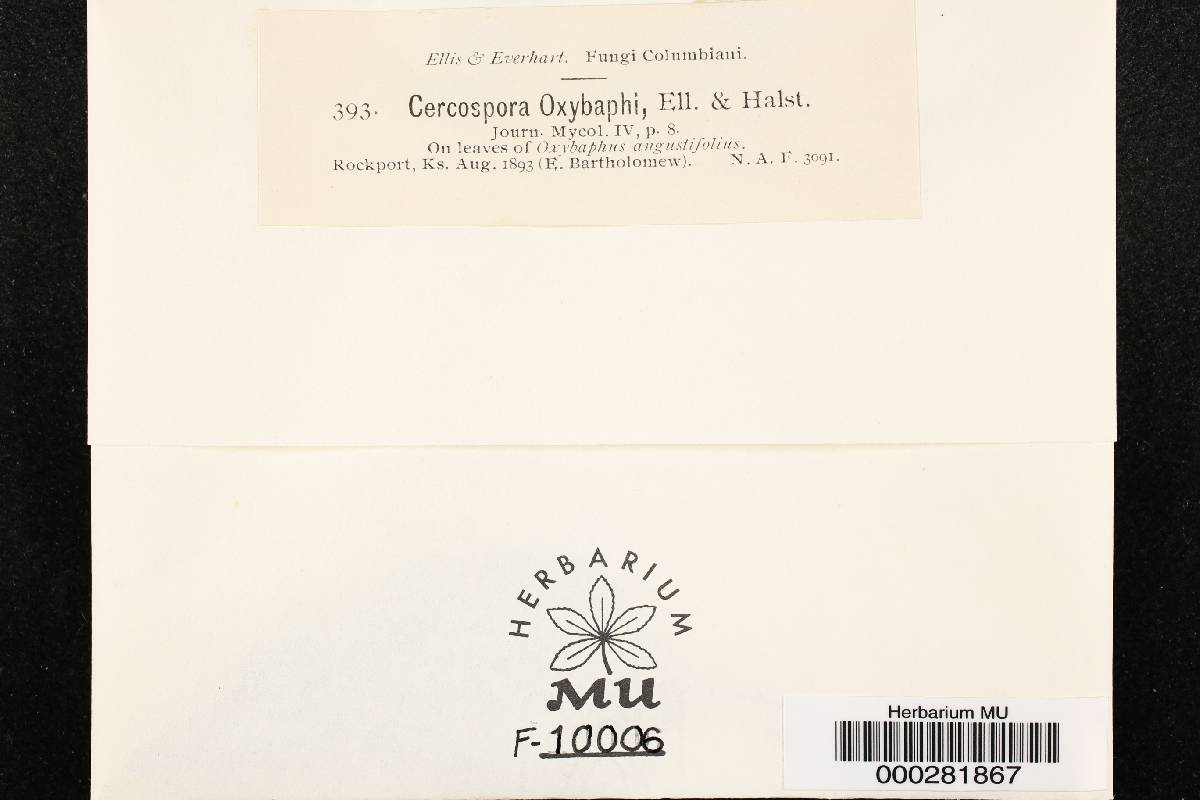 Ellis & Everhart. Fungi Columbiani.
393. Cercospora Oxybaphi, Ell. & Halst.
Journ. Mycol. IV, p. 8.
On leaves of Oxybaphus angustifolius.
Rockport, Ks. Aug. 1893 (E. Bartholomew). N. A. F. 3091.
HERBARIUM
MU
F-10006
Herbarium MU
000281867